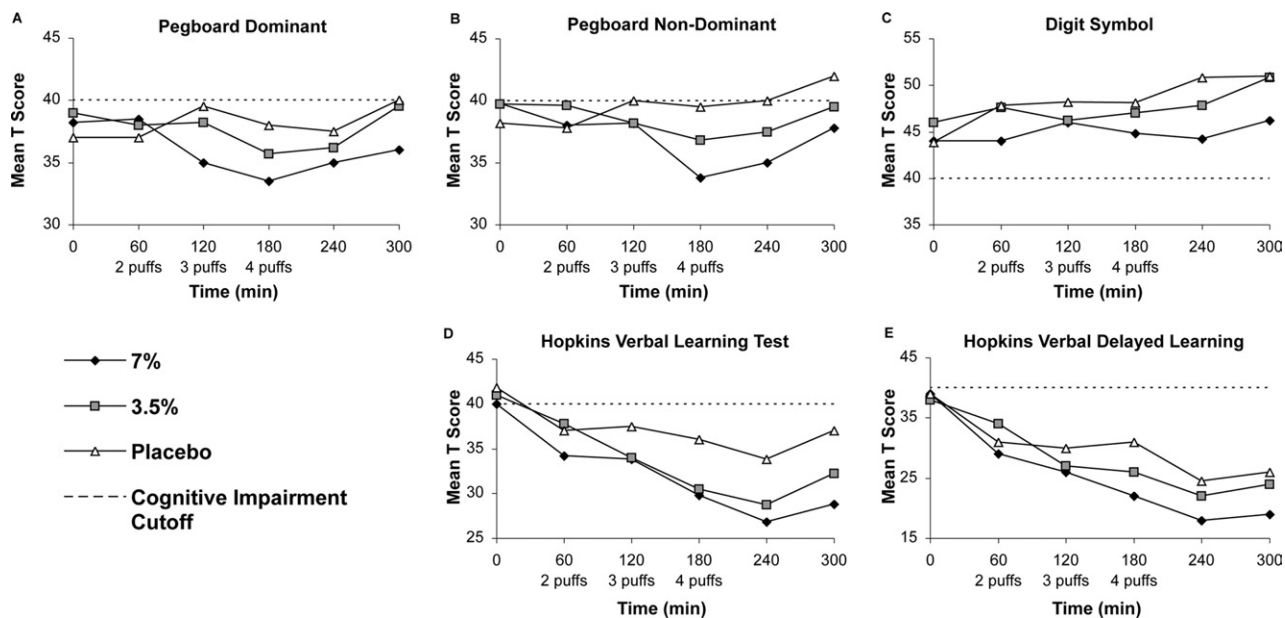 A
Pegboard Dominant
45
40
35
30
Mean T Score
0 60 120 180 240 300
2 puffs 3 puffs 4 puffs
Time (min)
B
Pegboard Non-Dominant
45
40
35
30
Mean T Score
0 60 120 180 240 300
2 puffs 3 puffs 4 puffs
Time (min)
C
Digit Symbol
55
50
45
40
35
Mean T Score
0 60 120 180 240 300
2 puffs 3 puffs 4 puffs
Time (min)
7%
3.5%
Placebo
Cognitive Impairment
Cutoff
D
Hopkins Verbal Learning Test
45
40
35
30
25
Mean T Score
0 60 120 180 240 300
2 puffs 3 puffs 4 puffs
Time (min)
E
Hopkins Verbal Delayed Learning
45
35
25
15
Mean T Score
0 60 120 180 240 300
2 puffs 3 puffs 4 puffs
Time (min)